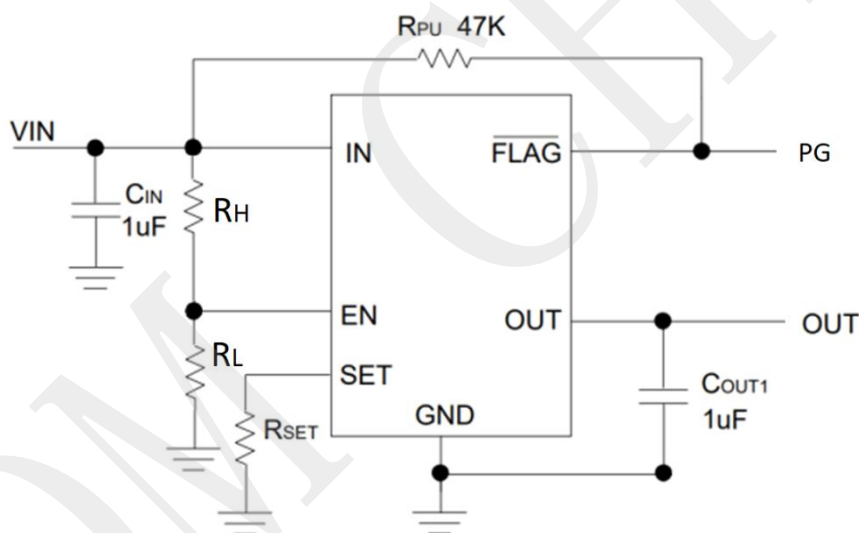 RPU 47K
VIN
IN
FLAG
PG
CIN
1uF
RH
EN
OUT
OUT
RL
SET
COUT1
1uF
GND
RSET